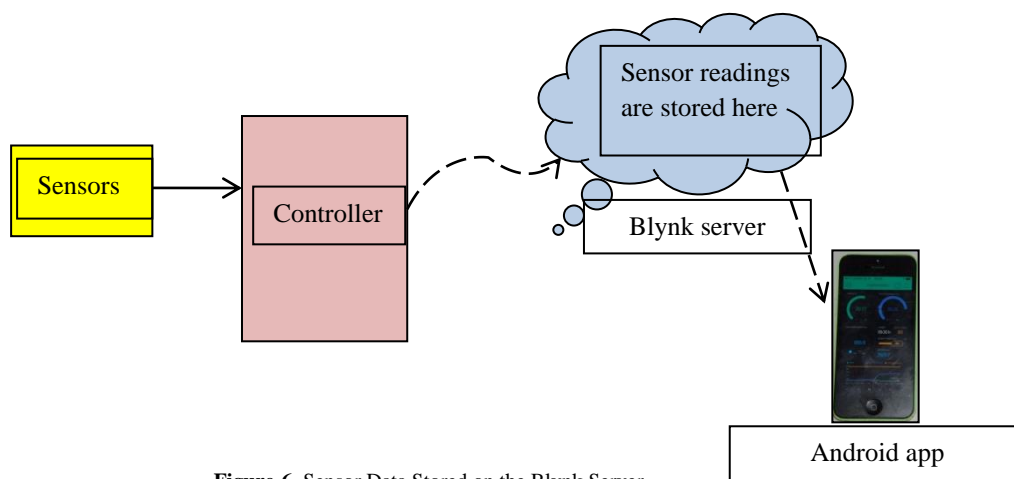 Sensor readings
are stored here
Sensors
Controller
Blynk server
Android app
Figure 6. Sensor Data Stored on the Blynk Server